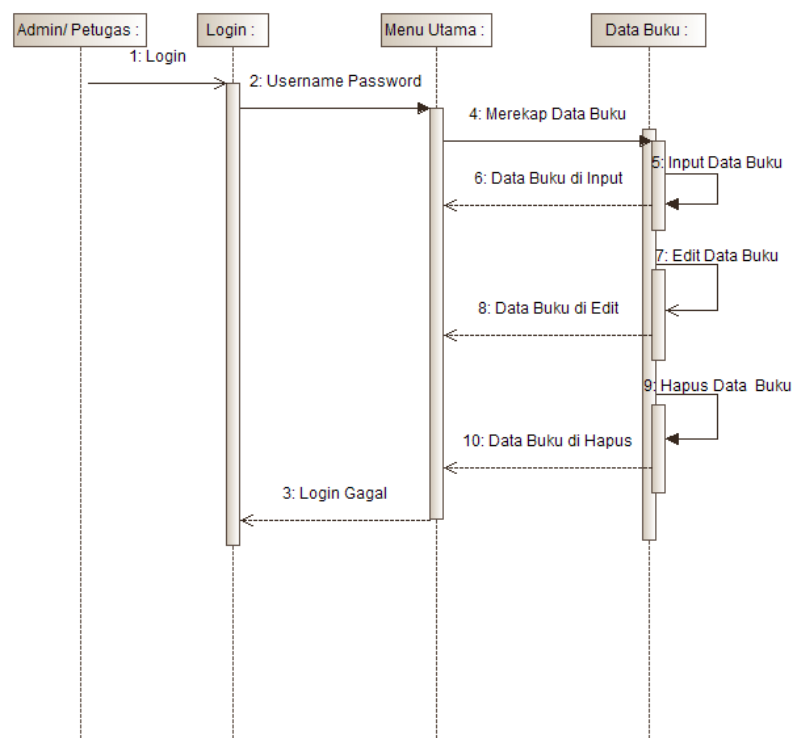 Admin/ Petugas :
Login :
Menu Utama :
Data Buku :
1: Login
2: Username Password
4: Merekap Data Buku
5: Input Data Buku
6: Data Buku di Input
7: Edit Data Buku
8: Data Buku di Edit
9: Hapus Data Buku
10: Data Buku di Hapus
3: Login Gagal